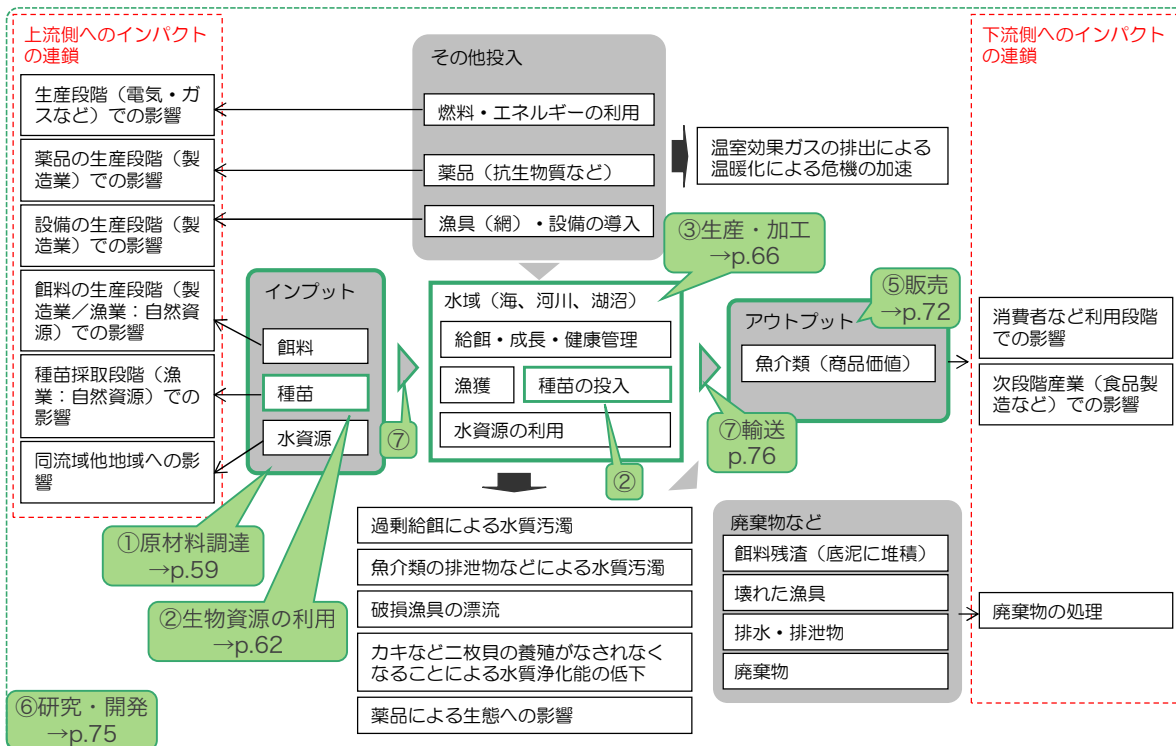 上流側へのインパクト
の連鎖
生産段階（電気・ガ
スなど）での影響
薬品の生産段階（製
造業）での影響
設備の生産段階（製
造業）での影響
餌料の生産段階（製
造業／漁業：自然資
源）での影響
種苗採取段階（漁
業：自然資源）での
影響
同流域他地域への影
響
その他投入
燃料・エネルギーの利用
薬品（抗生物質など）
漁具（網）・設備の導入
温室効果ガスの排出による
温暖化による危機の加速
下流側へのインパクト
の連鎖
③生産・加工
→p.66
インプット
餌料
種苗
水資源
⑦
水域（海、河川、湖沼）
給餌・成長・健康管理
漁獲
種苗の投入
水資源の利用
②
⑤販売
→p.72
アウトプット
魚介類（商品価値）
⑦輸送
p.76
消費者など利用段階
での影響
次段階産業（食品製
造など）での影響
①原材料調達
→p.59
②生物資源の利用
→p.62
過剰給餌による水質汚濁
魚介類の排泄物などによる水質汚濁
破損漁具の漂流
カキなど二枚貝の養殖がなされなく
なることによる水質浄化能の低下
薬品による生態への影響
廃棄物など
餌料残渣（底泥に堆積）
壊れた漁具
排水・排泄物
廃棄物
廃棄物の処理
⑥研究・開発
→p.75